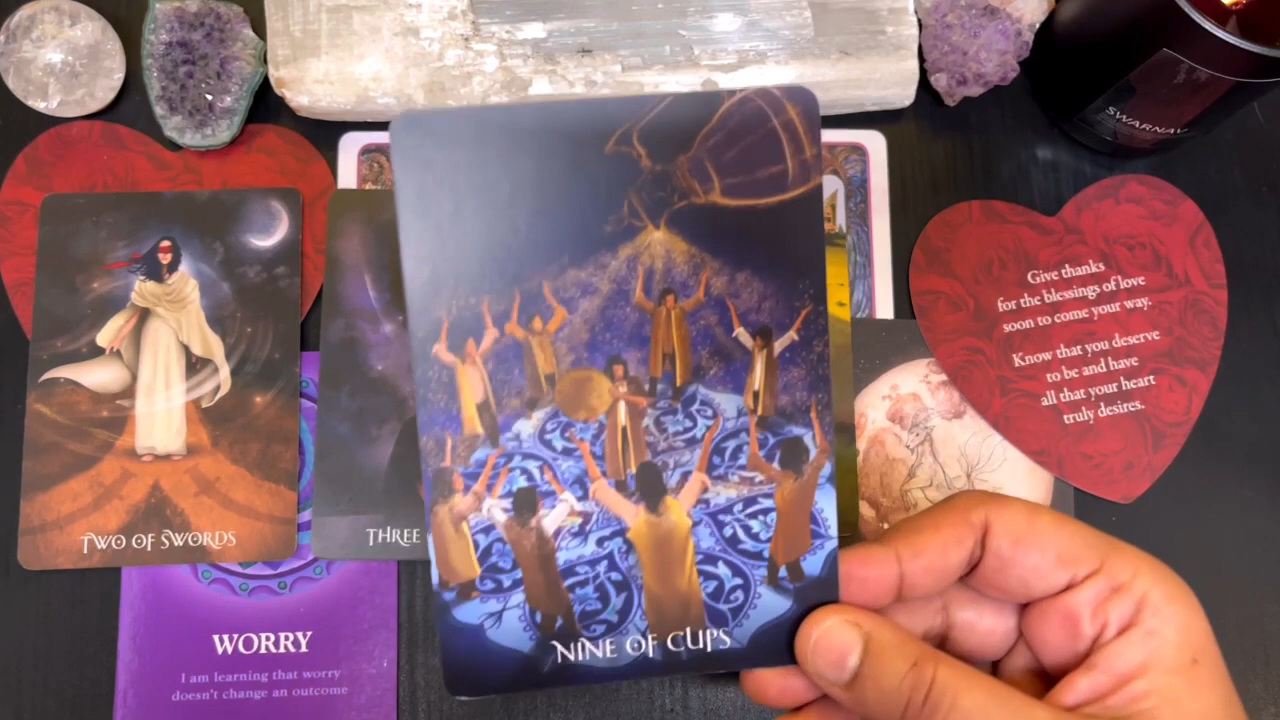 SWARNAV
Give thanks
for the blessings of love
soon to come your way.
Know that you deserve
to be and have
all that your heart
truly desires.
TWO OF SWORDS
THREE
NINE OF CUPS
WORRY
I am learning that worry
doesn't change an outcome